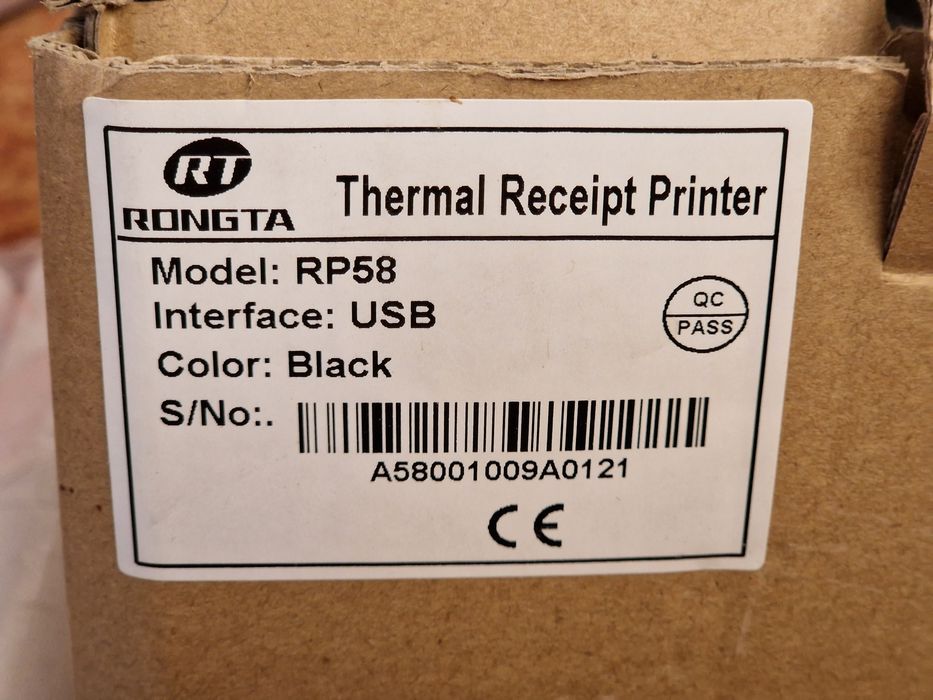 RT
RONGTA
Thermal Receipt Printer
Model: RP58
Interface: USB
QC
PASS
Color: Black
S/No:.
A58001009A0121
CE